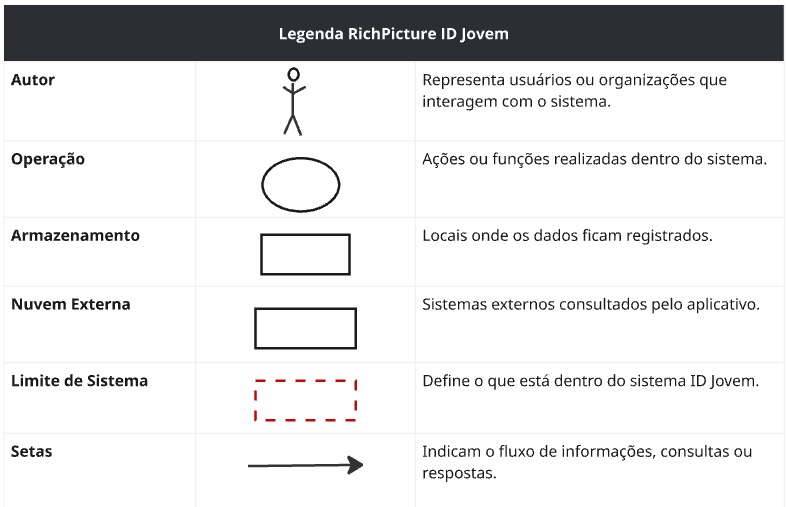 Legenda RichPicture ID Jovem
Autor
Representa usuários ou organizações que
interagem com o sistema.
Operação
Ações ou funções realizadas dentro do sistema.
Armazenamento
Locais onde os dados ficam registrados.
Nuvem Externa
Sistemas externos consultados pelo aplicativo.
Limite de Sistema
Define o que está dentro do sistema ID Jovem.
Setas
Indicam o fluxo de informações, consultas ou
respostas.